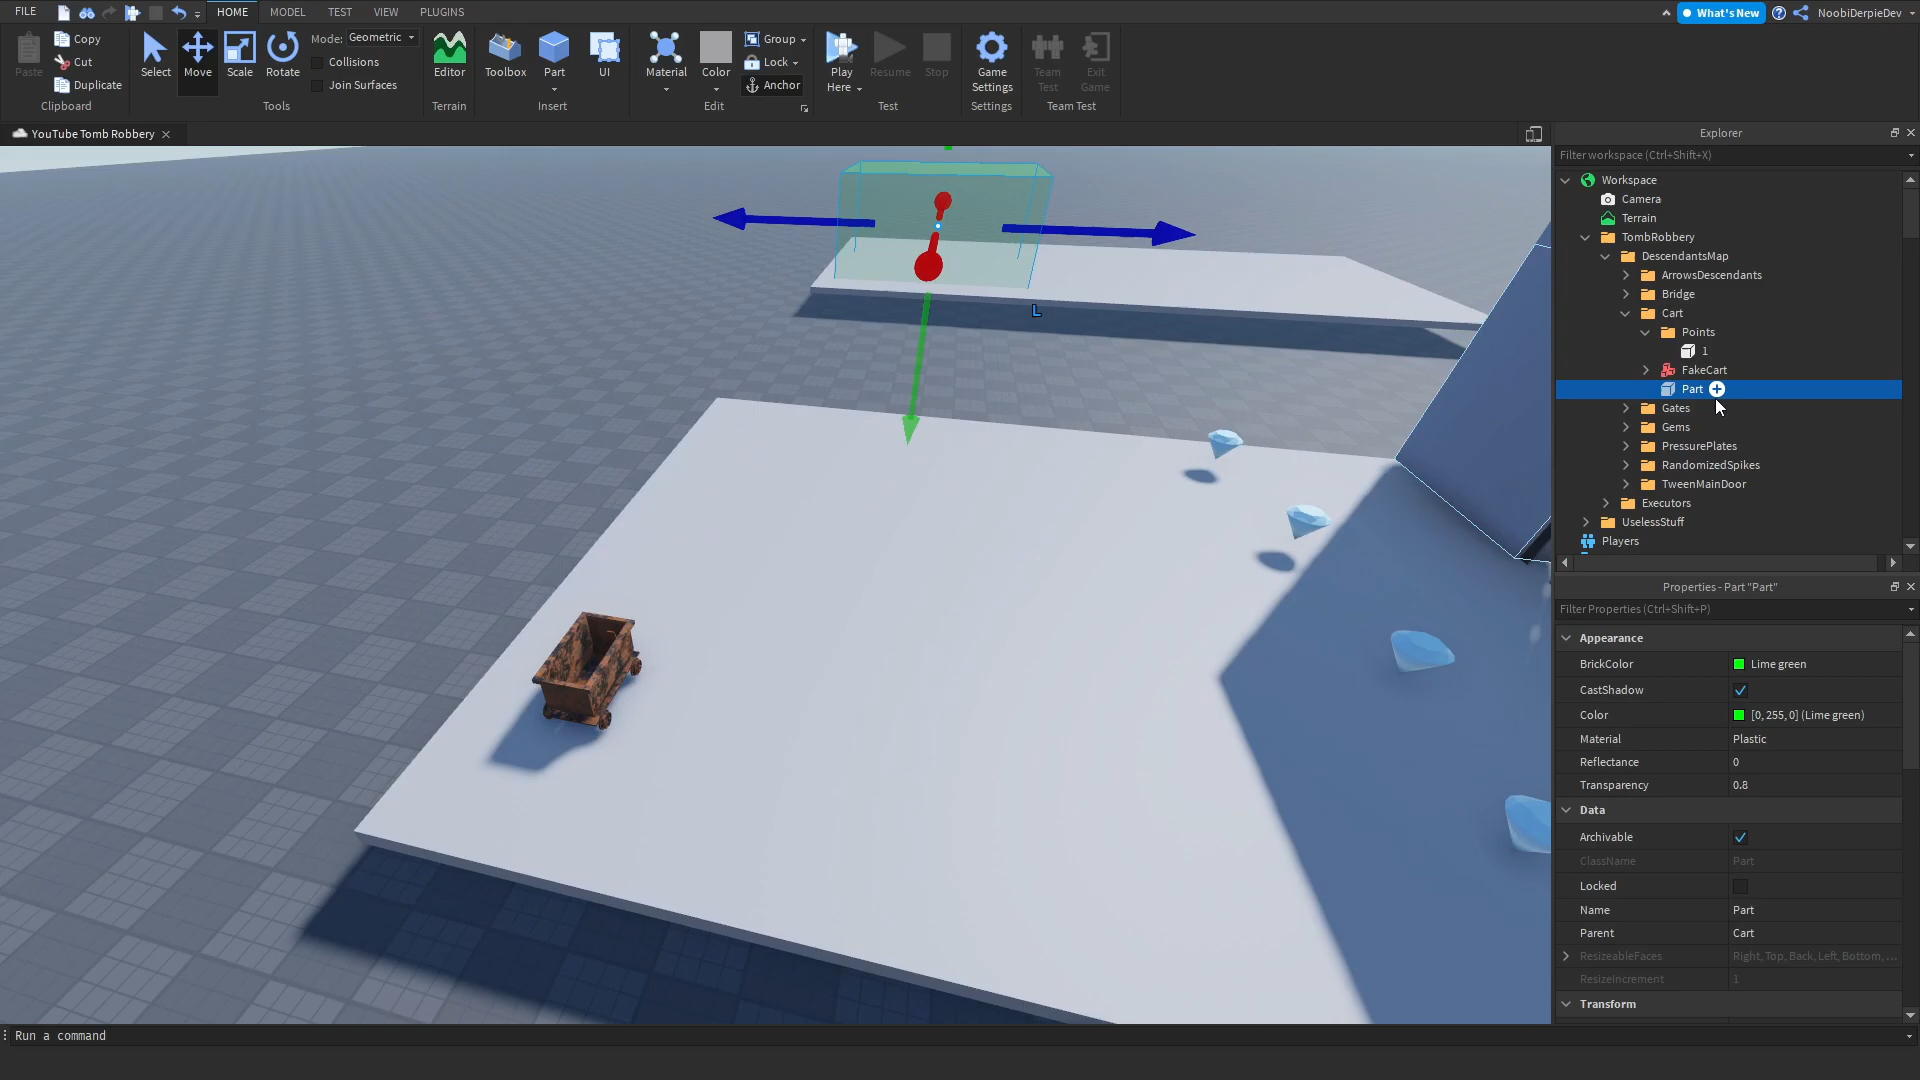 FILE HOME MODEL TEST VIEW PLUGINS What's New NoobiDerpieDev
Paste Copy Cut Duplicate Clipboard
Select Move Scale Rotate Mode: Geometric Collisions Join Surfaces Tools
Editor Terrain
Toolbox Part UI Insert
Material Color Group Lock Anchor Edit
Play Here Resume Stop Test
Game Settings Settings
Team Test Exit Game Team Test
YouTube Tomb Robbery
L
Explorer
Filter workspace (Ctrl+Shift+X)
Workspace
Camera
Terrain
TombRobbery
DescendantsMap
ArrowsDescendants
Bridge
Cart
Points
1
FakeCart
Part
Gates
Gems
PressurePlates
RandomizedSpikes
TweenMainDoor
Executors
UselessStuff
Players
Properties - Part "Part"
Filter Properties (Ctrl+Shift+P)
Appearance
BrickColor Lime green
CastShadow
Color [0, 255, 0] (Lime green)
Material Plastic
Reflectance 0
Transparency 0.8
Data
Archivable
ClassName Part
Locked
Name Part
Parent Cart
ResizeableFaces Right, Top, Back, Left, Bottom, ...
ResizeIncrement 1
Transform
Run a command